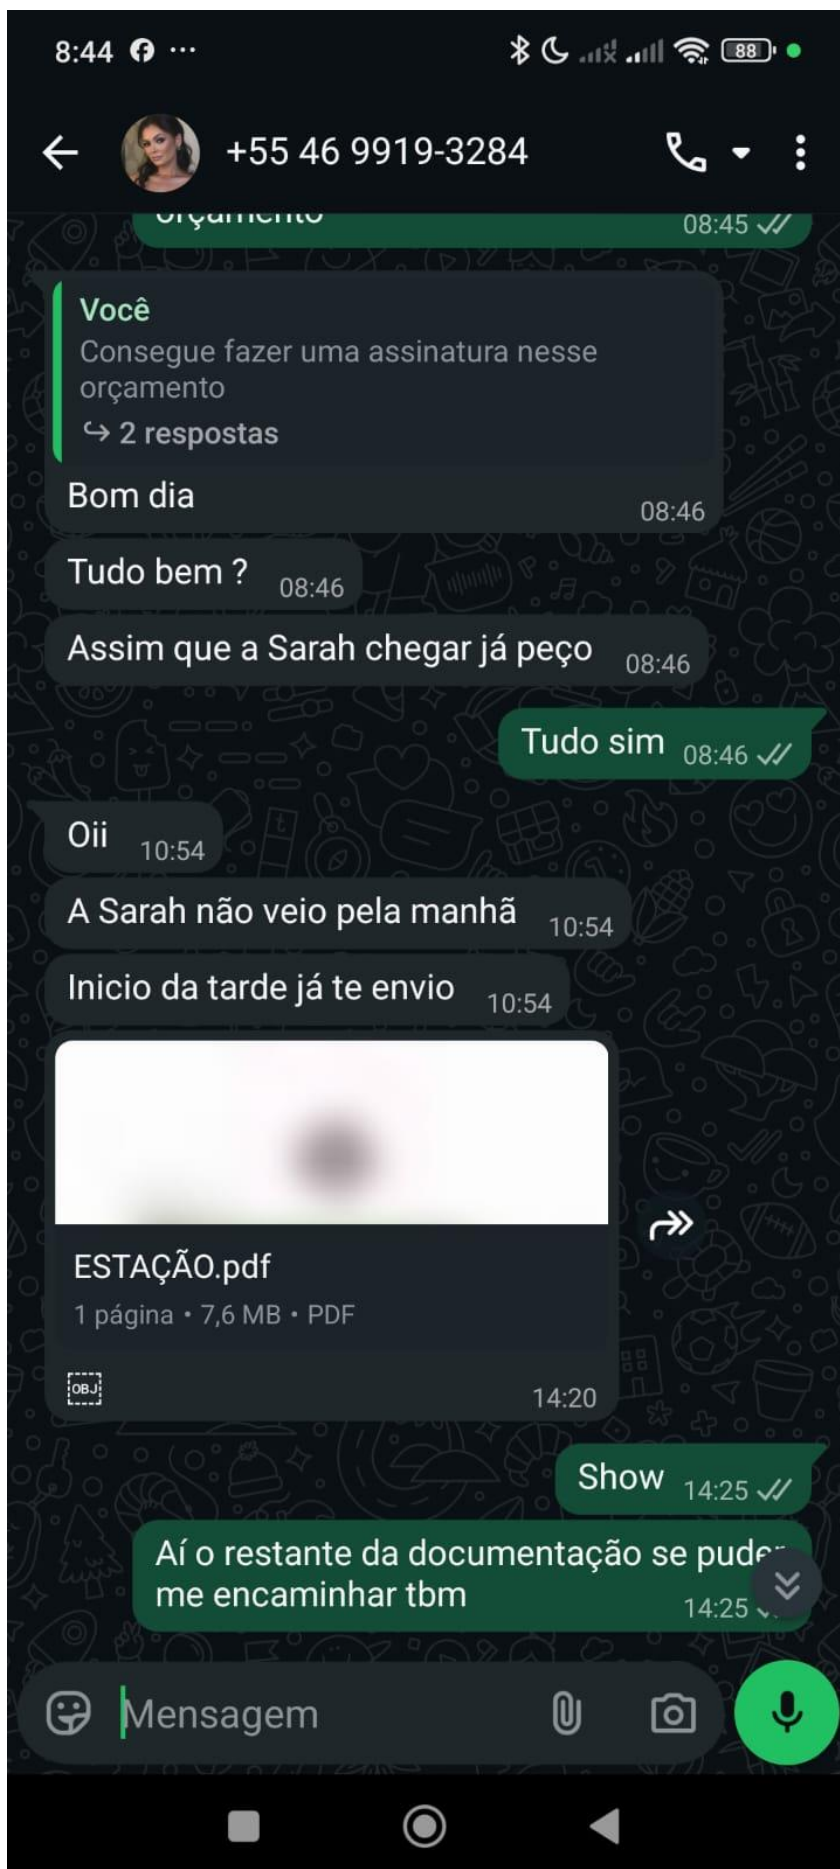 8:44 ...
88
+55 46 9919-3284
orçamento
08:45
Você
Consegue fazer uma assinatura nesse
orçamento
2 respostas
Bom dia
08:46
Tudo bem ? 08:46
Assim que a Sarah chegar já peço 08:46
Tudo sim 08:46
Oii 10:54
A Sarah não veio pela manhã 10:54
Inicio da tarde já te envio 10:54
ESTAÇÃO.pdf
1 página • 7,6 MB • PDF
OBJ
14:20
Show 14:25
Aí o restante da documentação se puder
me encaminhar tbm
14:25
Mensagem